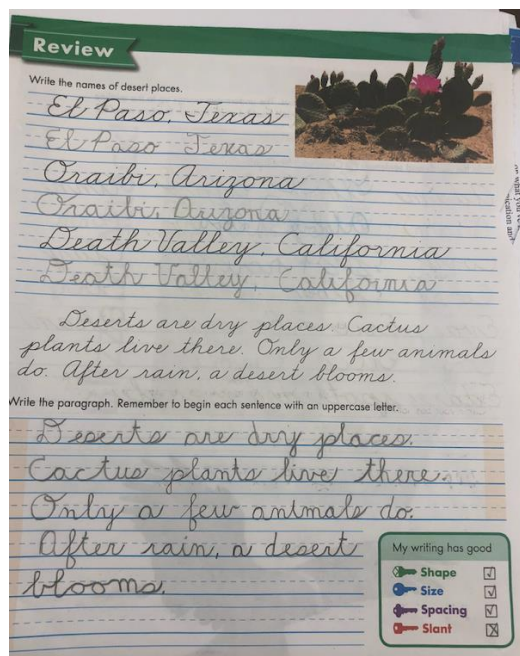 Review
Write the names of desert places.
El Paso, Texas
El Paso Texas
Oraibi, Arizona
Oraibi, Arizona
Death Valley, California
Death Valley, California
Deserts are dry places. Cactus
plants live there. Only a few animals
do. After rain, a desert blooms.
Write the paragraph. Remember to begin each sentence with an uppercase letter.
Deserts are dry places.
Cactus plants live there.
Only a few animals do.
After rain, a desert
blooms.
My writing has good
Shape
Size
Spacing
Slant